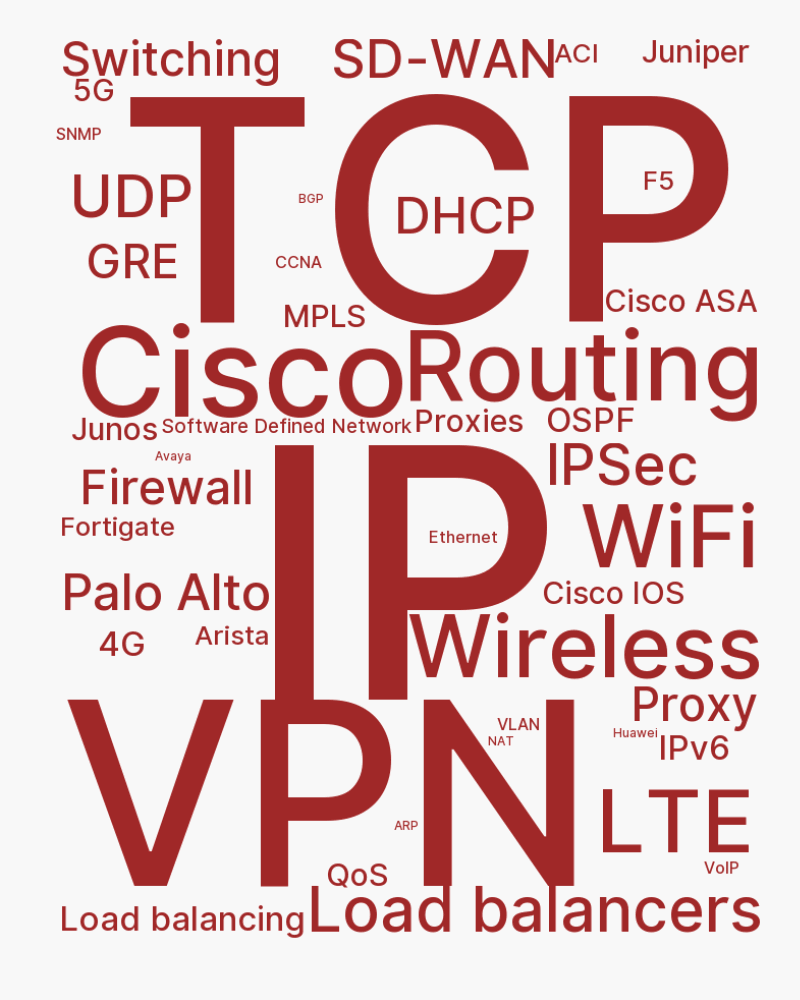 Switching
SD-WAN
ACI
Juniper
5G
TCP
SNMP
UDP
BGP
DHCP
F5
GRE
CCNA
MPLS
Cisco ASA
Cisco
Routing
Junos
Software Defined Network
Proxies
OSPF
Avaya
IP
IPSec
Firewall
Fortigate
Ethernet
WiFi
Palo Alto
Cisco IOS
4G
Arista
Wireless
VPN
Proxy
VLAN
NAT
Huawei
IPv6
ARP
LTE
VoIP
QoS
Load balancing
Load balancers